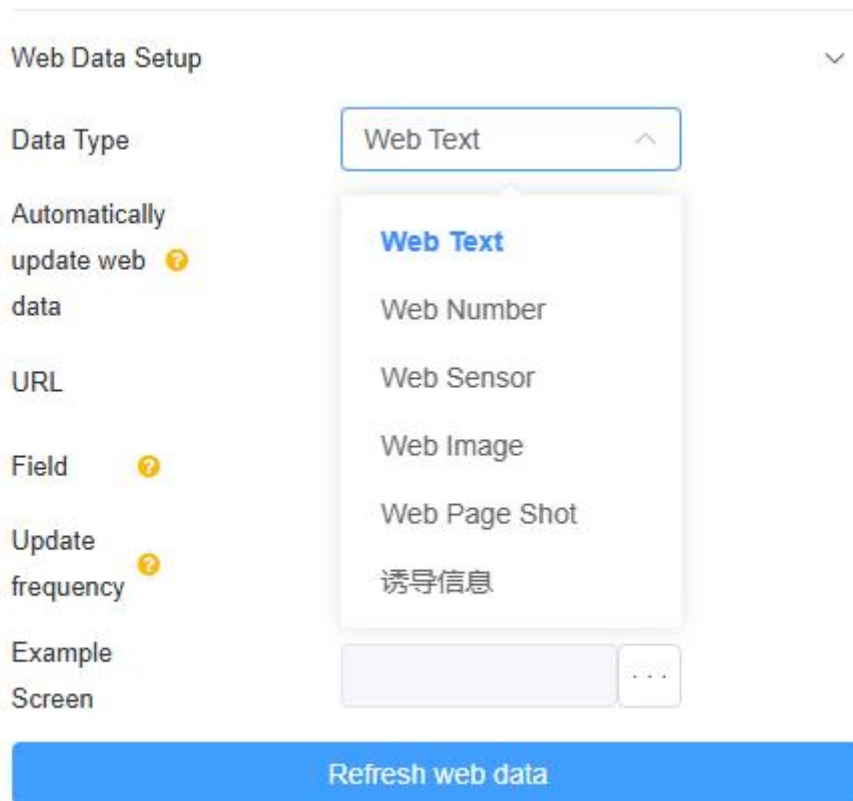 Web Data Setup
Data Type
Web Text
Automatically
update web
data
Web Text
Web Number
Web Sensor
Web Image
Web Page Shot
诱导信息
URL
Field
Update
frequency
Example
Screen
...
Refresh web data